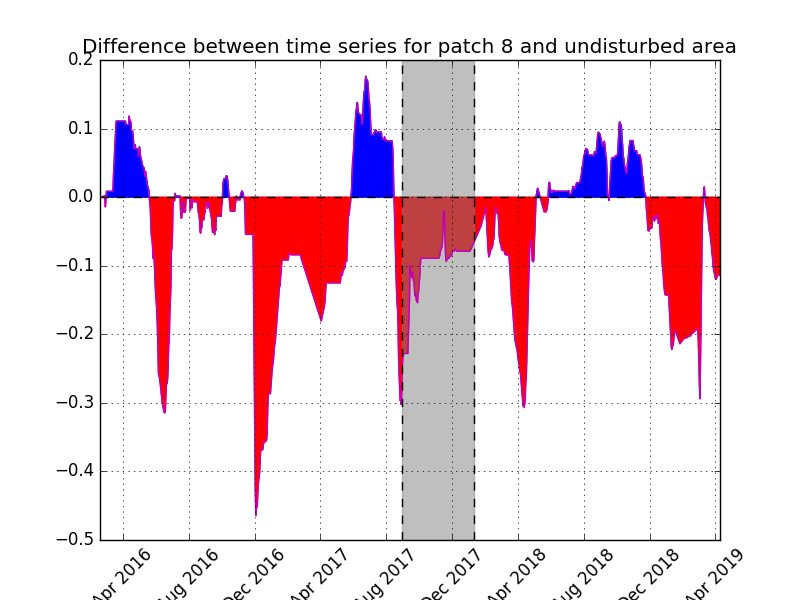 Difference between time series for patch 8 and undisturbed area
0.2
0.1
0.0
−0.1
−0.2
−0.3
−0.4
−0.5
Apr 2016
Aug 2016
Dec 2016
Apr 2017
Aug 2017
Dec 2017
Apr 2018
Aug 2018
Dec 2018
Apr 2019